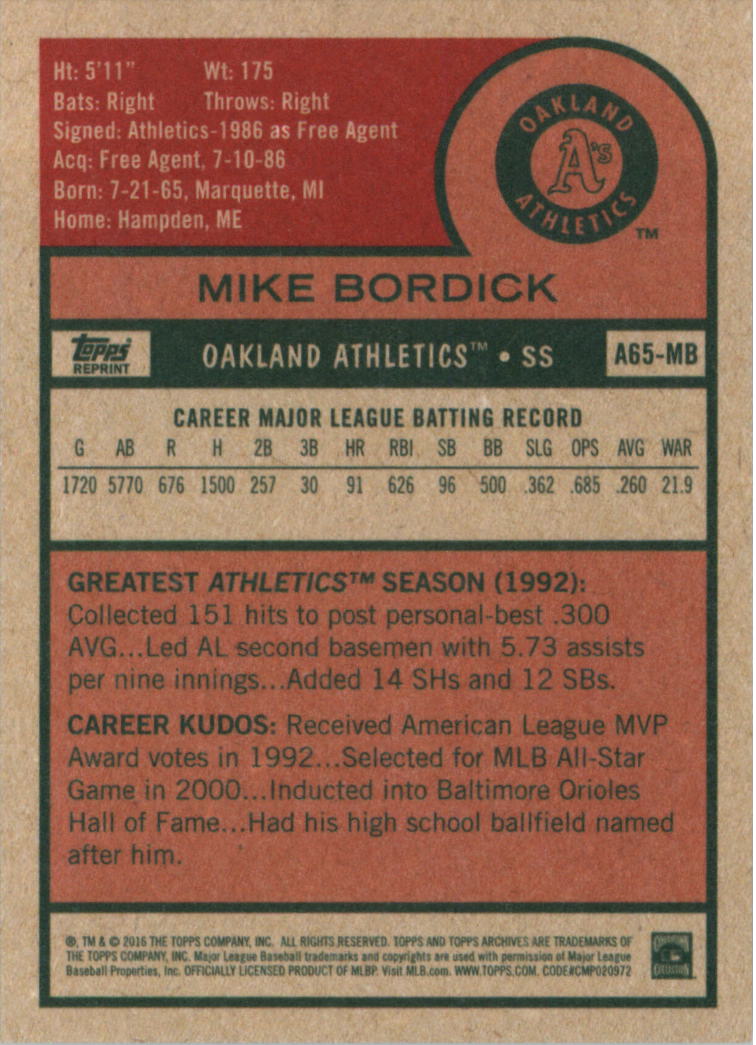 Ht: 5'11" Wt: 175
Bats: Right Throws: Right
Signed: Athletics-1986 as Free Agent
Acq: Free Agent, 7-10-86
Born: 7-21-65, Marquette, MI
Home: Hampden, ME
OAKLAND
A's
ATHLETICS
TM
MIKE BORDICK
Topps
REPRINT
OAKLAND ATHLETICS™ • SS
A65-MB
CAREER MAJOR LEAGUE BATTING RECORD
G AB R H 2B 3B HR RBI SB BB SLG OPS AVG WAR
1720 5770 676 1500 257 30 91 626 96 500 .362 .685 .260 21.9
GREATEST ATHLETICS™ SEASON (1992):
Collected 151 hits to post personal-best .300
AVG...Led AL second basemen with 5.73 assists
per nine innings...Added 14 SHs and 12 SBs.
CAREER KUDOS: Received American League MVP
Award votes in 1992...Selected for MLB All-Star
Game in 2000...Inducted into Baltimore Orioles
Hall of Fame...Had his high school ballfield named
after him.
®, TM & © 2016 THE TOPPS COMPANY, INC. ALL RIGHTS RESERVED. TOPPS AND TOPPS ARCHIVES ARE TRADEMARKS OF
THE TOPPS COMPANY, INC. Major League Baseball trademarks and copyrights are used with permission of Major League
Baseball Properties, Inc. OFFICIALLY LICENSED PRODUCT OF MLBP. Visit MLB.com. WWW.TOPPS.COM. CODE#CMP020972